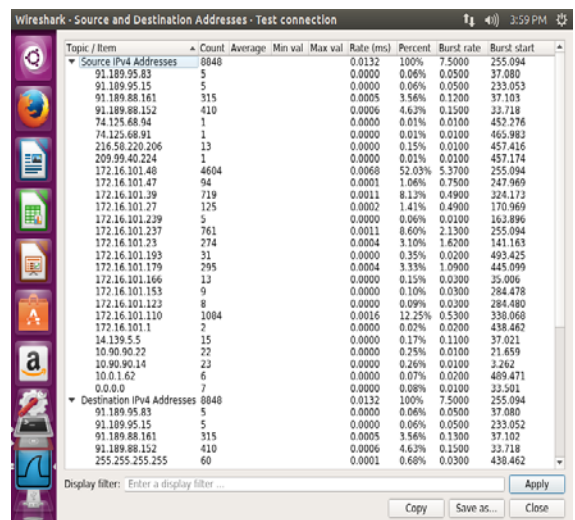 Wireshark - Source and Destination Addresses - Test connection 3:59 PM
Topic / Item Count Average Min val Max val Rate (ms) Percent Burst rate Burst start
Source IPv4 Addresses 8848 0.0132 100% 7.5000 255.094
91.189.95.83 5 0.0000 0.06% 0.0500 37.080
91.189.95.15 5 0.0000 0.06% 0.0500 233.053
91.189.88.161 315 0.0005 3.56% 0.1200 37.103
91.189.88.152 410 0.0006 4.63% 0.1500 33.718
74.125.68.94 1 0.0000 0.01% 0.0100 452.276
74.125.68.91 1 0.0000 0.01% 0.0100 465.983
216.58.220.206 13 0.0000 0.15% 0.0100 457.416
209.99.40.224 1 0.0000 0.01% 0.0100 457.174
172.16.101.48 4604 0.0068 52.03% 5.3700 255.094
172.16.101.47 94 0.0001 1.06% 0.7500 247.969
172.16.101.39 719 0.0011 8.13% 0.4900 324.173
172.16.101.27 125 0.0002 1.41% 0.4900 170.969
172.16.101.239 5 0.0000 0.06% 0.0100 163.896
172.16.101.237 761 0.0011 8.60% 2.1300 255.094
172.16.101.23 274 0.0004 3.10% 1.6200 141.163
172.16.101.193 31 0.0000 0.35% 0.0200 493.425
172.16.101.179 295 0.0004 3.33% 1.0900 445.099
172.16.101.166 13 0.0000 0.15% 0.0300 35.006
172.16.101.153 9 0.0000 0.10% 0.0300 284.478
172.16.101.123 8 0.0000 0.09% 0.0300 284.480
172.16.101.110 1084 0.0016 12.25% 0.5300 338.068
172.16.101.1 2 0.0000 0.02% 0.0200 438.462
14.139.5.5 15 0.0000 0.17% 0.1100 37.021
10.90.90.22 22 0.0000 0.25% 0.0100 21.659
10.90.90.14 23 0.0000 0.26% 0.0100 3.262
10.0.1.62 6 0.0000 0.07% 0.0200 489.471
0.0.0.0 7 0.0000 0.08% 0.0100 33.501
Destination IPv4 Addresses 8848 0.0132 100% 7.5000 255.094
91.189.95.83 5 0.0000 0.06% 0.0500 37.080
91.189.95.15 5 0.0000 0.06% 0.0500 233.052
91.189.88.161 315 0.0005 3.56% 0.1300 37.102
91.189.88.152 410 0.0006 4.63% 0.1500 33.718
255.255.255.255 60 0.0001 0.68% 0.0300 438.462
Display filter: Enter a display filter ... Apply
Copy Save as... Close